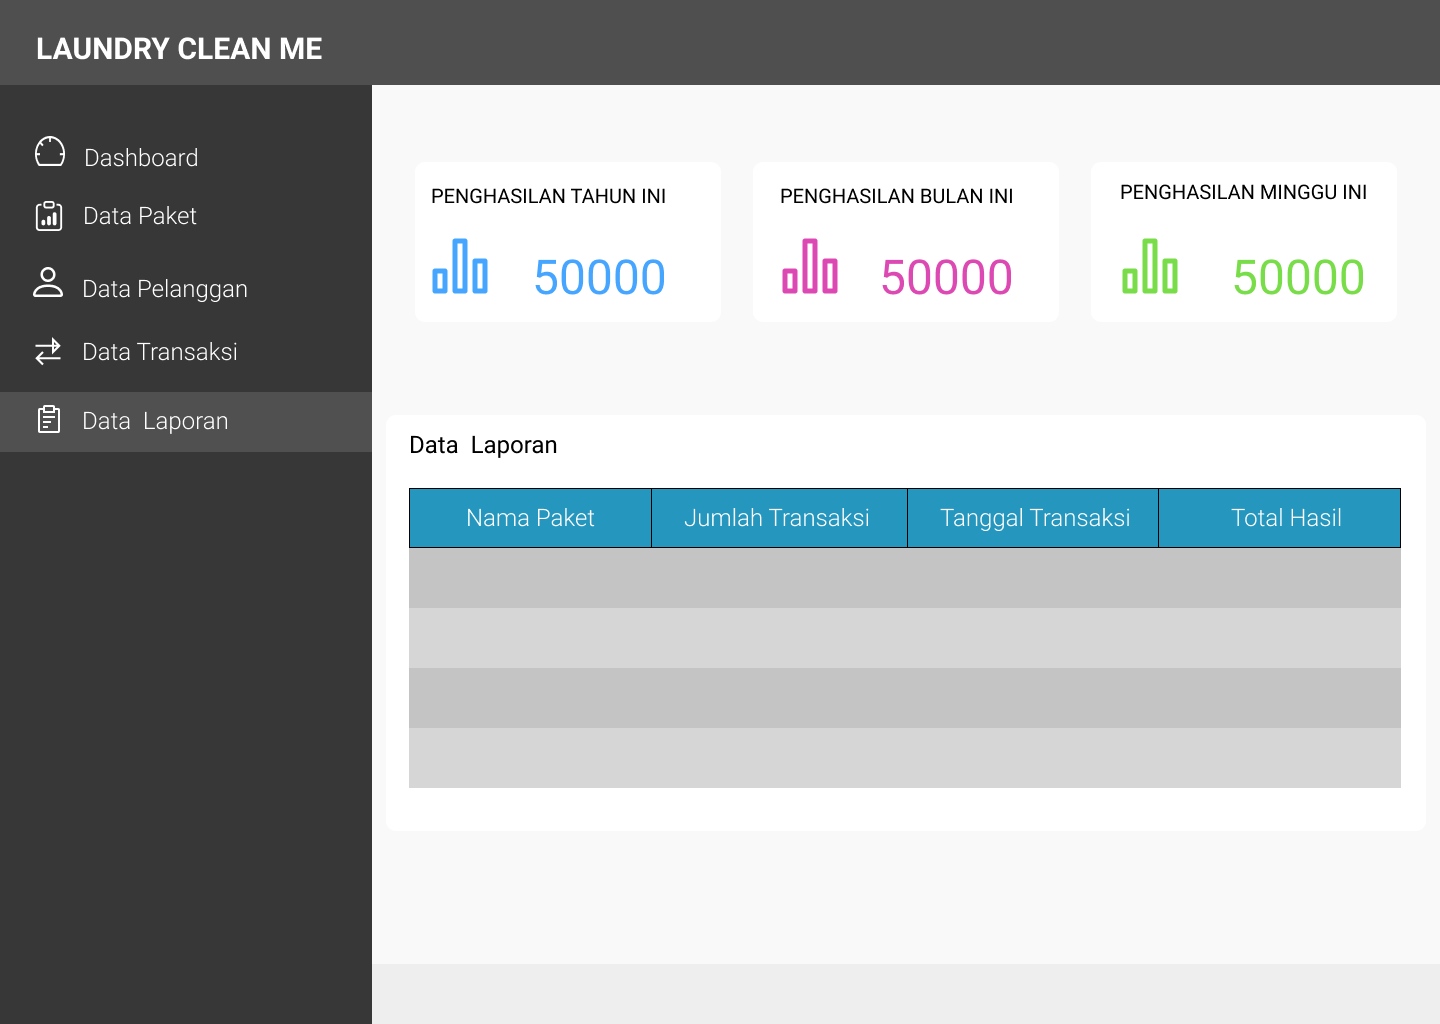 LAUNDRY CLEAN ME
Dashboard
Data Paket
Data Pelanggan
Data Transaksi
Data  Laporan
PENGHASILAN TAHUN INI
50000
PENGHASILAN BULAN INI
50000
PENGHASILAN MINGGU INI
50000
Data  Laporan
Nama Paket Jumlah Transaksi Tanggal Transaksi Total Hasil